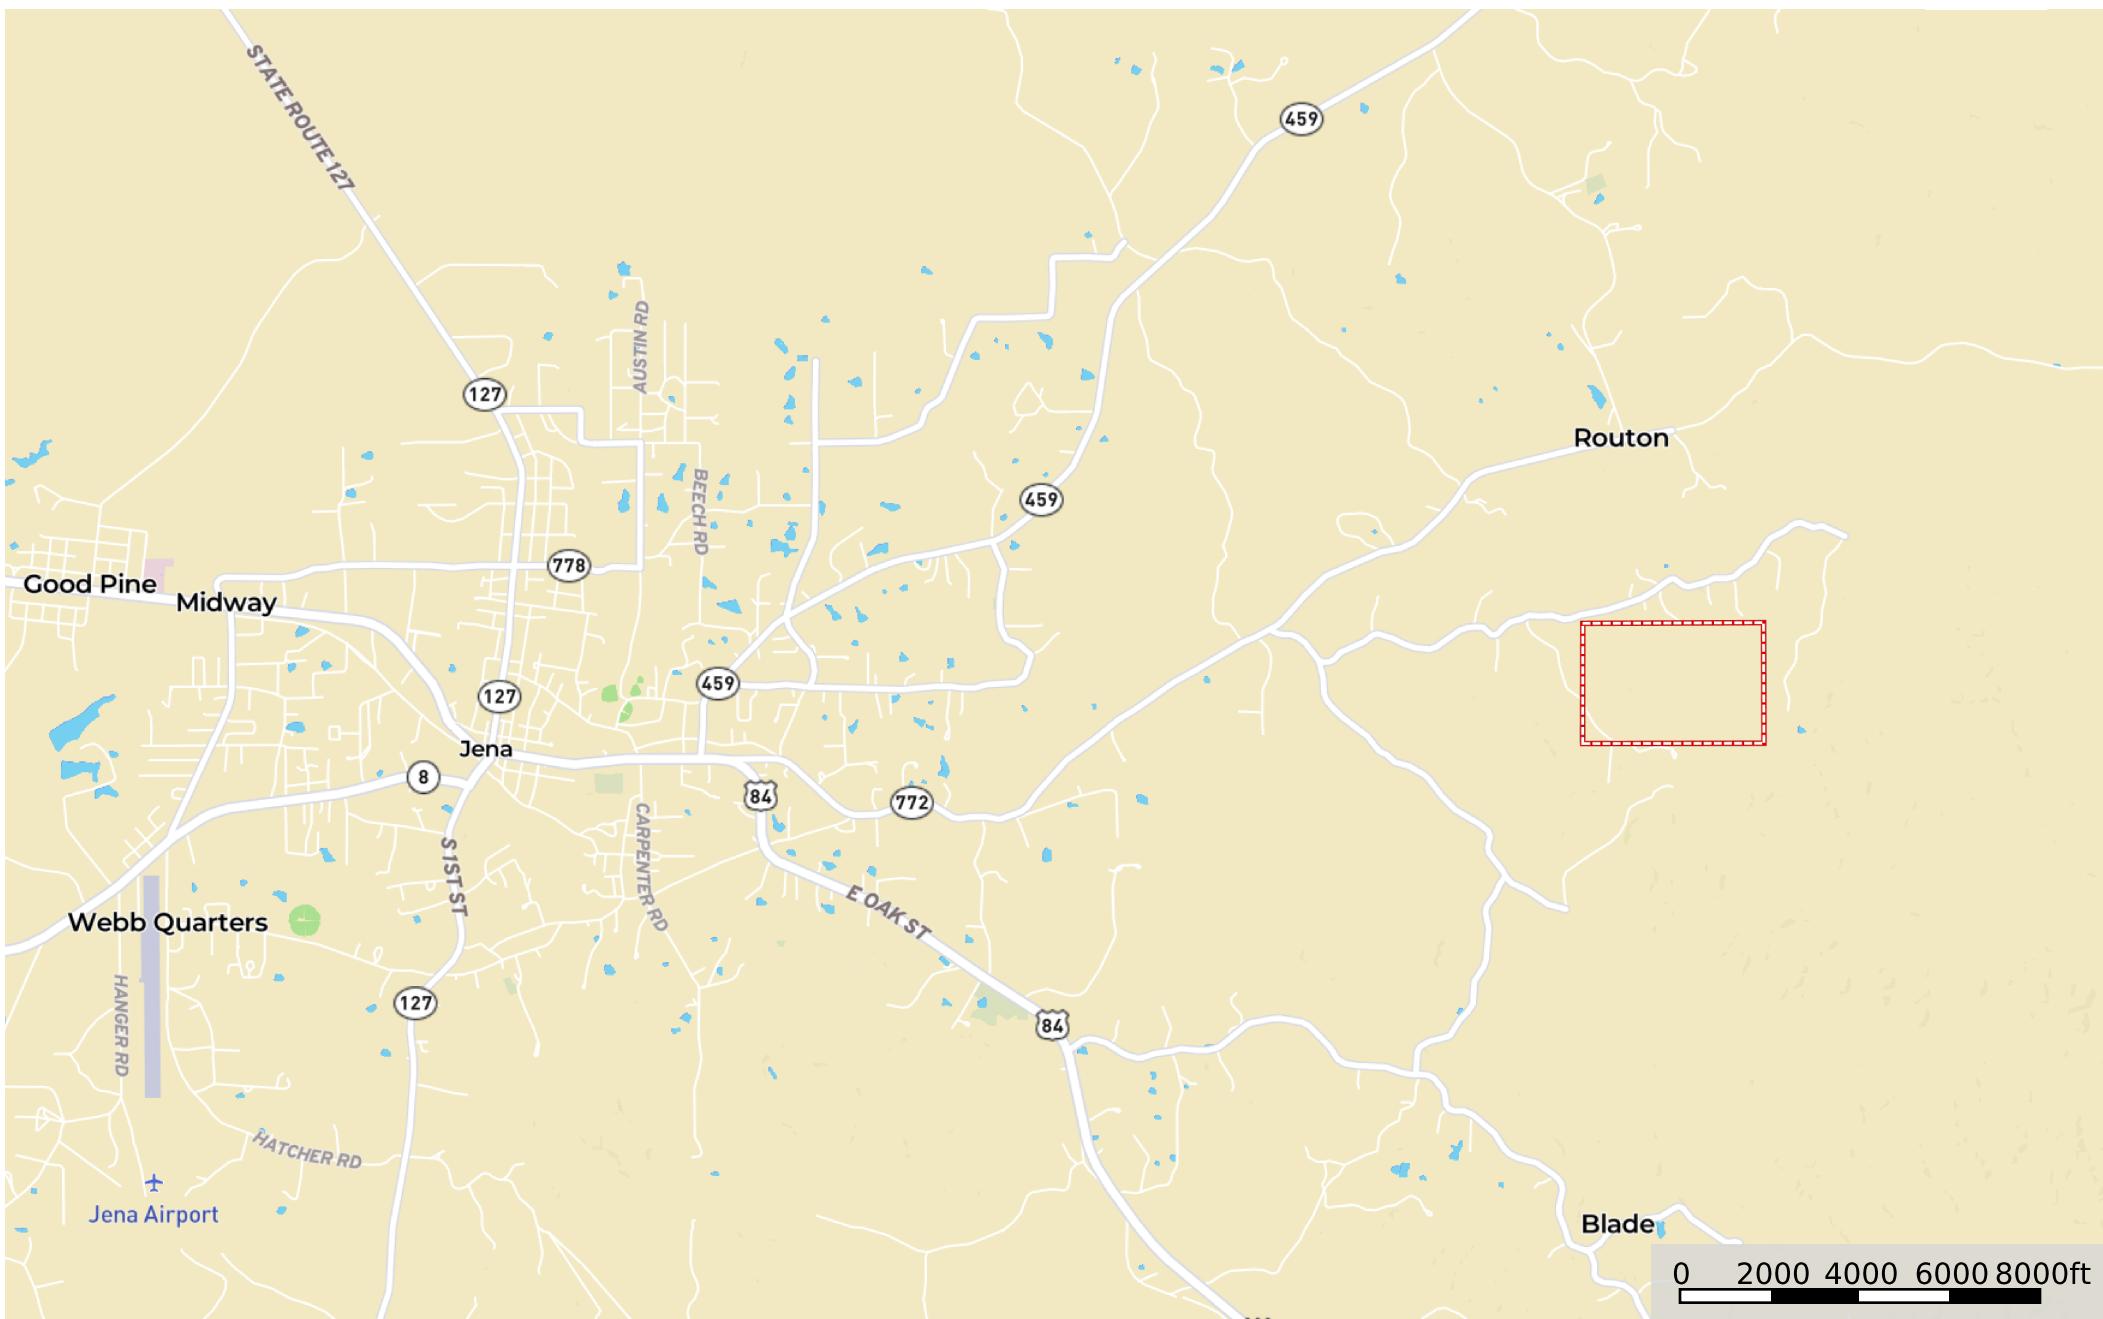 STATE ROUTE 127
459
AUSTIN RD
127
Routon
BEECH RD
459
778
Good Pine
Midway
459
127
Jena
8
84
772
CARPENTER RD
S 1ST ST
E OAK ST
Webb Quarters
HANGER RD
127
84
HATCHER RD
Jena Airport
Blade
0 2000 4000 6000 8000ft